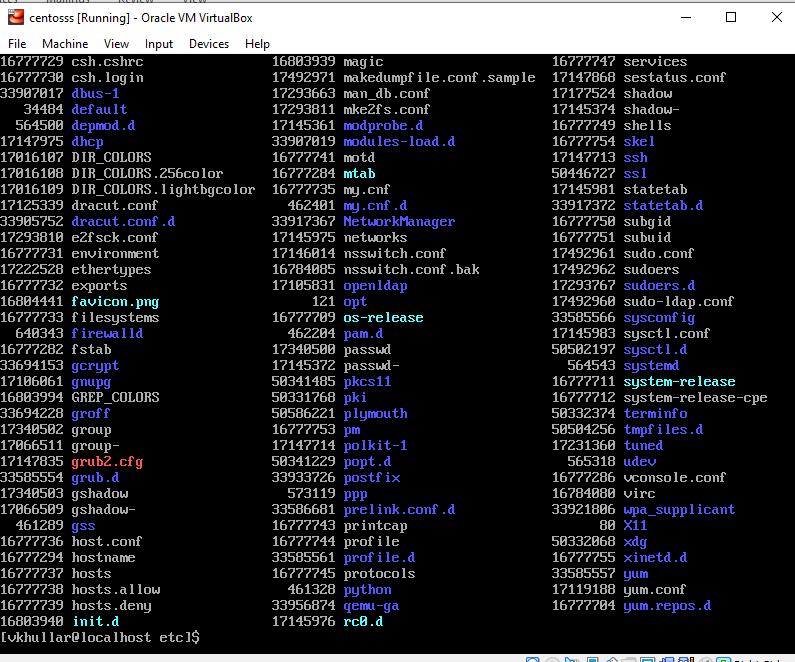 centosss [Running] - Oracle VM VirtualBox
File Machine View Input Devices Help
16777729 csh.cshrc 16803939 magic 16777747 services
16777730 csh.login 17492971 makedumpfile.conf.sample 17147868 sestatus.conf
33907017 dbus-1 17293663 man_db.conf 17177524 shadow
34484 default 17293811 mke2fs.conf 17145374 shadow-
564500 depmod.d 17145361 modprobe.d 16777749 shells
17147975 dhcp 33907019 modules-load.d 16777754 skel
17016107 DIR_COLORS 16777741 motd 17147713 ssh
17016108 DIR_COLORS.256color 16777284 mtab 50446727 ssl
17016109 DIR_COLORS.lightbgcolor 16777735 my.cnf 17145981 statetab
17125339 dracut.conf 462401 my.cnf.d 33917372 statetab.d
33905752 dracut.conf.d 33917367 NetworkManager 16777750 subgid
17293810 e2fsck.conf 17145975 networks 16777751 subuid
16777731 environment 17146014 nsswitch.conf 17492961 sudo.conf
17222528 ethertypes 16784085 nsswitch.conf.bak 17492962 sudoers
16777732 exports 17105831 openldap 17293767 sudoers.d
16804441 favicon.png 121 opt 17492960 sudo-ldap.conf
16777733 filesystems 16777709 os-release 33585566 sysconfig
640343 firewalld 462204 pam.d 17145983 sysctl.conf
16777282 fstab 17340500 passwd 50502197 sysctl.d
33694153 gcrypt 17145372 passwd- 564543 systemd
17106061 gnupg 50341485 pkcs11 16777711 system-release
16803994 GREP_COLORS 50331768 pki 16777712 system-release-cpe
33694228 groff 50586221 plymouth 50332374 terminfo
17340502 group 16777753 pm 50504256 tmpfiles.d
17066511 group- 17147714 polkit-1 17231360 tuned
17147835 grub2.cfg 50341229 popt.d 565318 udev
33585554 grub.d 33933726 postfix 16777286 vconsole.conf
17340503 gshadow 573119 ppp 16784080 virc
17066509 gshadow- 33586681 prelink.conf.d 33921806 wpa_supplicant
461289 gss 16777743 printcap 80 X11
16777736 host.conf 16777744 profile 50332068 xdg
16777294 hostname 33585561 profile.d 16777755 xinetd.d
16777737 hosts 16777745 protocols 33585557 yum
16777738 hosts.allow 461328 python 17119188 yum.conf
16777739 hosts.deny 33956874 qemu-ga 16777704 yum.repos.d
16803940 init.d 17145976 rc0.d
[vkhullar@localhost etc]$